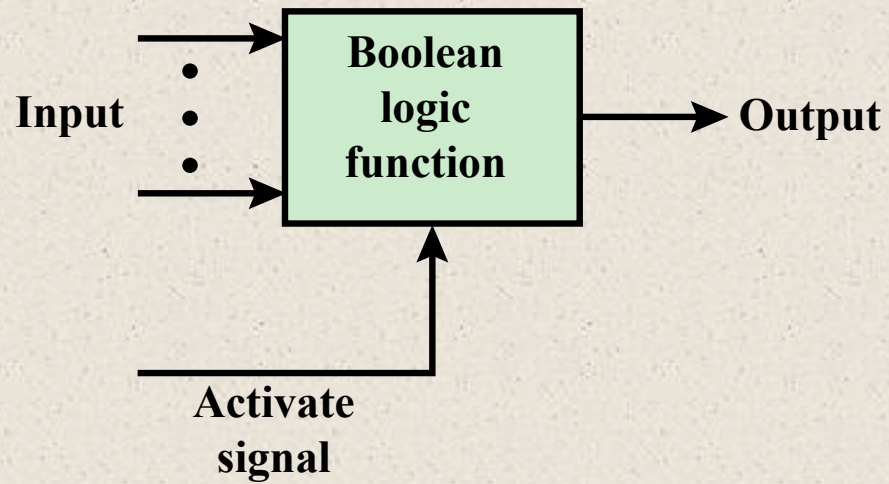 Input
Boolean
logic
function
Output
Activate
signal